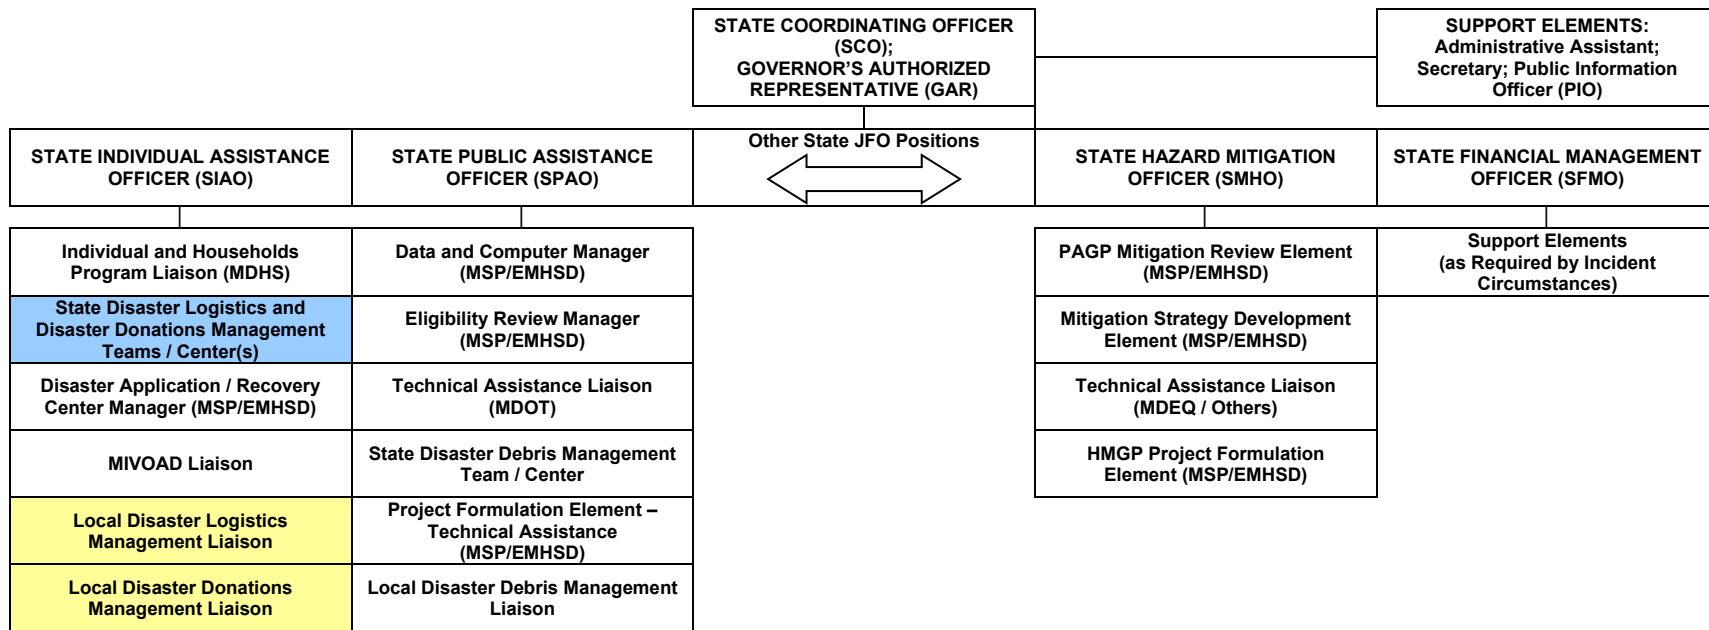 STATE COORDINATING OFFICER
(SCO);
GOVERNOR’S AUTHORIZED
REPRESENTATIVE (GAR)
SUPPORT ELEMENTS:
Administrative Assistant;
Secretary; Public Information
Officer (PIO)
STATE INDIVIDUAL ASSISTANCE
OFFICER (SIAO)
STATE PUBLIC ASSISTANCE
OFFICER (SPAO)
Other State JFO Positions
STATE HAZARD MITIGATION
OFFICER (SMHO)
STATE FINANCIAL MANAGEMENT
OFFICER (SFMO)
Individual and Households
Program Liaison (MDHS)
State Disaster Logistics and
Disaster Donations Management
Teams / Center(s)
Disaster Application / Recovery
Center Manager (MSP/EMHSD)
MIVOAD Liaison
Local Disaster Logistics
Management Liaison
Local Disaster Donations
Management Liaison
Data and Computer Manager
(MSP/EMHSD)
Eligibility Review Manager
(MSP/EMHSD)
Technical Assistance Liaison
(MDOT)
State Disaster Debris Management
Team / Center
Project Formulation Element –
Technical Assistance
(MSP/EMHSD)
Local Disaster Debris Management
Liaison
PAGP Mitigation Review Element
(MSP/EMHSD)
Mitigation Strategy Development
Element (MSP/EMHSD)
Technical Assistance Liaison
(MDEQ / Others)
HMGP Project Formulation
Element (MSP/EMHSD)
Support Elements
(as Required by Incident
Circumstances)